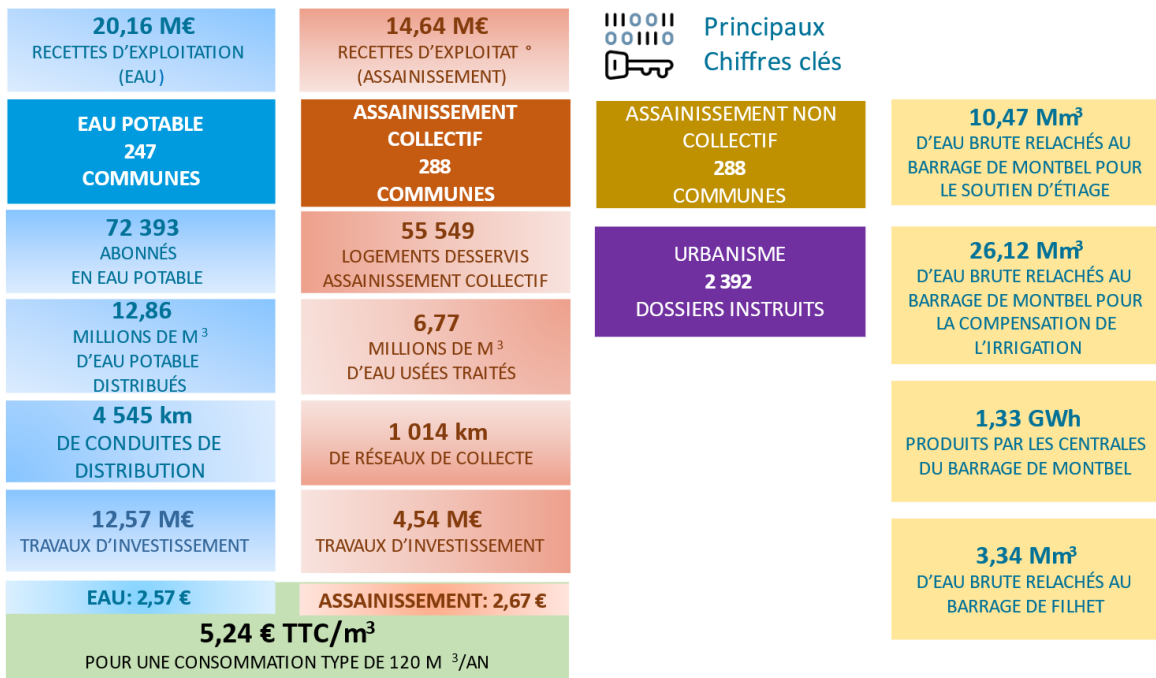 20,16 M€
RECETTES D'EXPLOITATION
(EAU)
14,64 M€
RECETTES D'EXPLOITAT °
(ASSAINISSEMENT)
Principaux
Chiffres clés
EAU POTABLE
247
COMMUNES
ASSAINISSEMENT
COLLECTIF
288
COMMUNES
ASSAINISSEMENT NON
COLLECTIF
288
COMMUNES
10,47 Mm³
D'EAU BRUTE RELACHÉS AU
BARRAGE DE MONTBEL POUR
LE SOUTIEN D'ÉTIAGE
72 393
ABONNÉS
EN EAU POTABLE
55 549
LOGEMENTS DESSERVIS
ASSAINISSEMENT COLLECTIF
URBANISME
2 392
DOSSIERS INSTRUITS
26,12 Mm³
D'EAU BRUTE RELACHÉS AU
BARRAGE DE MONTBEL POUR
LA COMPENSATION DE
L'IRRIGATION
12,86
MILLIONS DE M ³
D'EAU POTABLE
DISTRIBUÉS
6,77
MILLIONS DE M ³
D'EAU USÉES TRAITÉS
4 545 km
DE CONDUITES DE
DISTRIBUTION
1 014 km
DE RÉSEAUX DE COLLECTE
1,33 GWh
PRODUITS PAR LES CENTRALES
DU BARRAGE DE MONTBEL
12,57 M€
TRAVAUX D'INVESTISSEMENT
4,54 M€
TRAVAUX D'INVESTISSEMENT
3,34 Mm³
D'EAU BRUTE RELACHÉS AU
BARRAGE DE FILHET
EAU: 2,57 €
ASSAINISSEMENT: 2,67 €
5,24 € TTC/m³
POUR UNE CONSOMMATION TYPE DE 120 M ³/AN